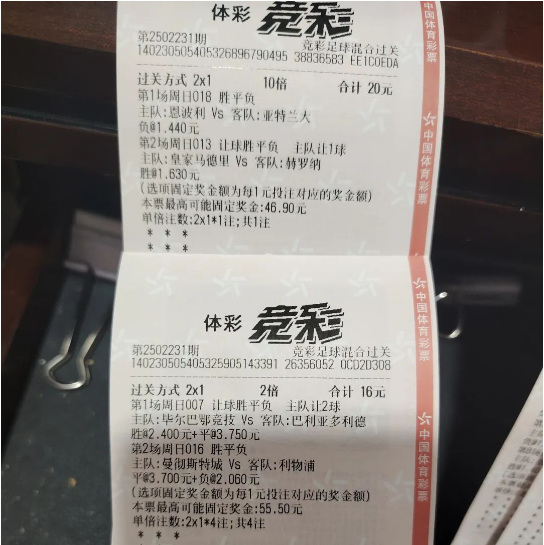 体彩 竞彩
第2502231期 竞彩足球混合过关
140230505405326896790495 38836583 EE1C0EDA
过关方式 2x1 10倍 合计 20元
第1场周日018 胜平负
主队:恩波利 Vs 客队:亚特兰大
负@1.440元
第2场周日013 让球胜平负 主队让1球
主队:皇家马德里 Vs 客队:赫罗纳
胜@1.630元
(选项固定奖金额为每1元投注对应的奖金额)
本票最高可能固定奖金:46.90元
单倍注数:2x1*1注;共1注
* * *
* * *
中国体育彩票
中国体育彩票
体彩 竞彩
第2502231期 竞彩足球混合过关
140230505405325905143391 26356052 0CD2D308
过关方式 2x1 2倍 合计 16元
第1场周日007 让球胜平负 主队让2球
主队:毕尔巴鄂竞技 Vs 客队:巴利亚多利德
胜@2.400元+平@3.750元
第2场周日016 胜平负
主队:曼彻斯特城 Vs 客队:利物浦
平@3.700元+负@2.060元
(选项固定奖金额为每1元投注对应的奖金额)
本票最高可能固定奖金:55.50元
单倍注数:2x1*4注;共4注
* * *
中国体育彩票
中国体育彩票